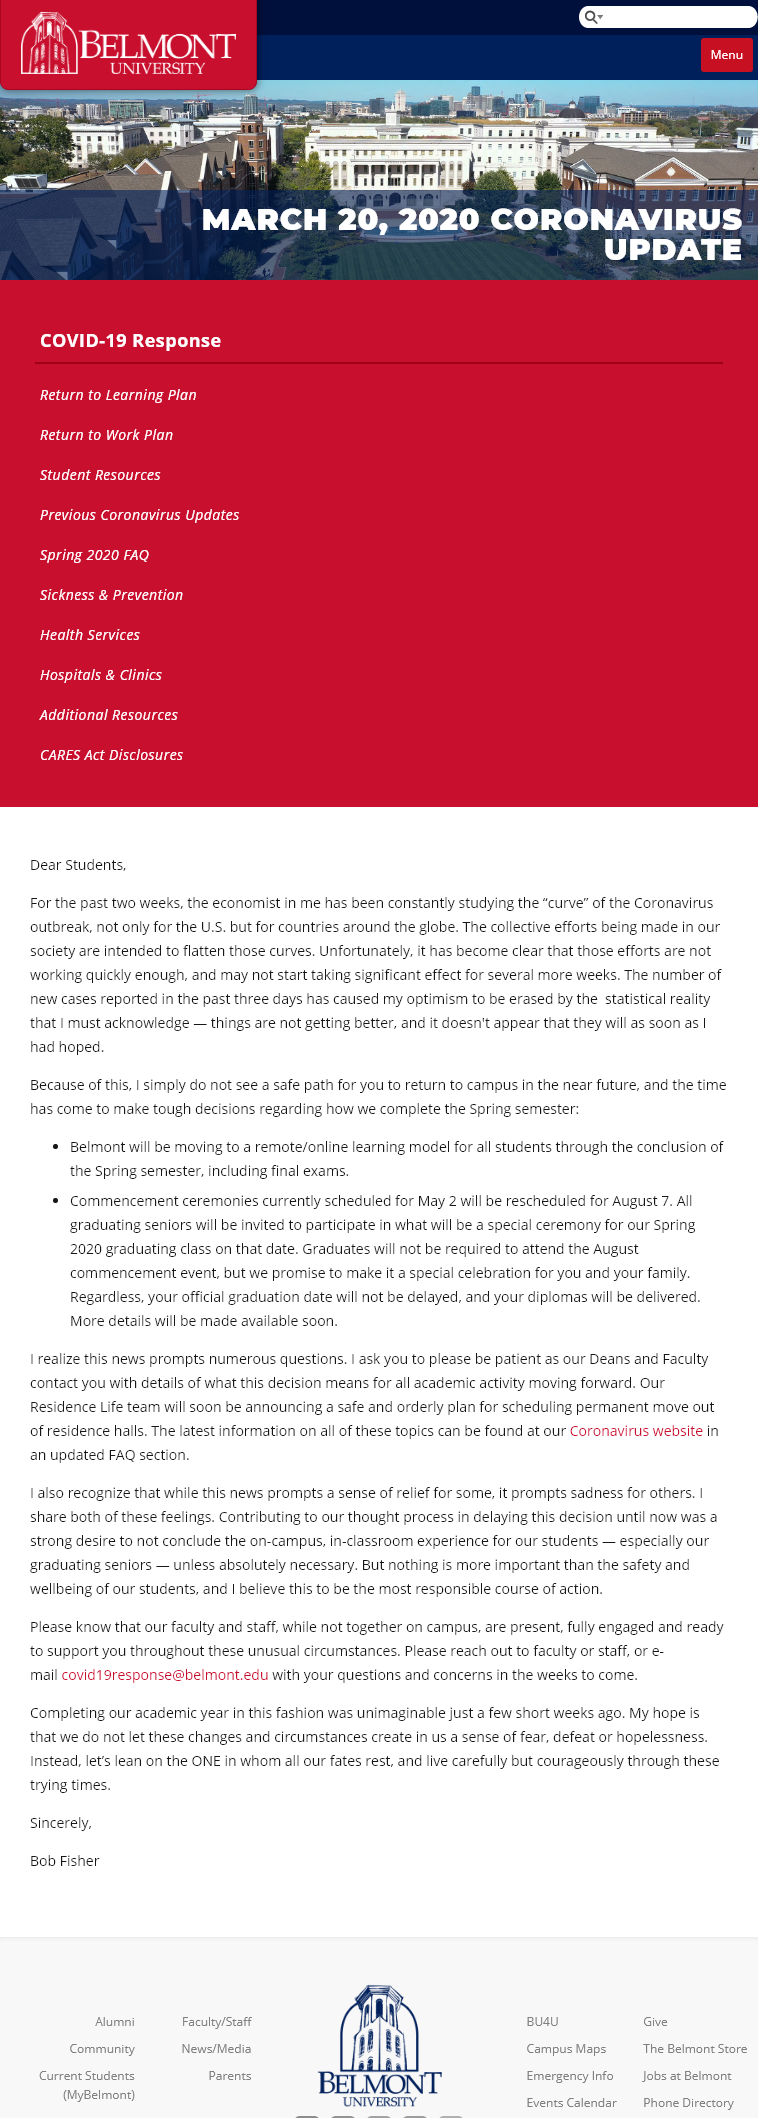 BELMONT
UNIVERSITY
Menu
MARCH 20, 2020 CORONAVIRUS
UPDATE
COVID-19 Response
Return to Learning Plan
Return to Work Plan
Student Resources
Previous Coronavirus Updates
Spring 2020 FAQ
Sickness & Prevention
Health Services
Hospitals & Clinics
Additional Resources
CARES Act Disclosures
Dear Students,
For the past two weeks, the economist in me has been constantly studying the “curve” of the Coronavirus
outbreak, not only for the U.S. but for countries around the globe. The collective efforts being made in our
society are intended to flatten those curves. Unfortunately, it has become clear that those efforts are not
working quickly enough, and may not start taking significant effect for several more weeks. The number of
new cases reported in the past three days has caused my optimism to be erased by the  statistical reality
that I must acknowledge — things are not getting better, and it doesn't appear that they will as soon as I
had hoped.
Because of this, I simply do not see a safe path for you to return to campus in the near future, and the time
has come to make tough decisions regarding how we complete the Spring semester:
• Belmont will be moving to a remote/online learning model for all students through the conclusion of
the Spring semester, including final exams.
• Commencement ceremonies currently scheduled for May 2 will be rescheduled for August 7. All
graduating seniors will be invited to participate in what will be a special ceremony for our Spring
2020 graduating class on that date. Graduates will not be required to attend the August
commencement event, but we promise to make it a special celebration for you and your family.
Regardless, your official graduation date will not be delayed, and your diplomas will be delivered.
More details will be made available soon.
I realize this news prompts numerous questions. I ask you to please be patient as our Deans and Faculty
contact you with details of what this decision means for all academic activity moving forward. Our
Residence Life team will soon be announcing a safe and orderly plan for scheduling permanent move out
of residence halls. The latest information on all of these topics can be found at our Coronavirus website in
an updated FAQ section.
I also recognize that while this news prompts a sense of relief for some, it prompts sadness for others. I
share both of these feelings. Contributing to our thought process in delaying this decision until now was a
strong desire to not conclude the on-campus, in-classroom experience for our students — especially our
graduating seniors — unless absolutely necessary. But nothing is more important than the safety and
wellbeing of our students, and I believe this to be the most responsible course of action.
Please know that our faculty and staff, while not together on campus, are present, fully engaged and ready
to support you throughout these unusual circumstances. Please reach out to faculty or staff, or e-
mail covid19response@belmont.edu with your questions and concerns in the weeks to come.
Completing our academic year in this fashion was unimaginable just a few short weeks ago. My hope is
that we do not let these changes and circumstances create in us a sense of fear, defeat or hopelessness.
Instead, let’s lean on the ONE in whom all our fates rest, and live carefully but courageously through these
trying times.
Sincerely,
Bob Fisher
Alumni
Community
Current Students
(MyBelmont)
Faculty/Staff
News/Media
Parents
BELMONT
UNIVERSITY
BU4U
Campus Maps
Emergency Info
Events Calendar
Give
The Belmont Store
Jobs at Belmont
Phone Directory